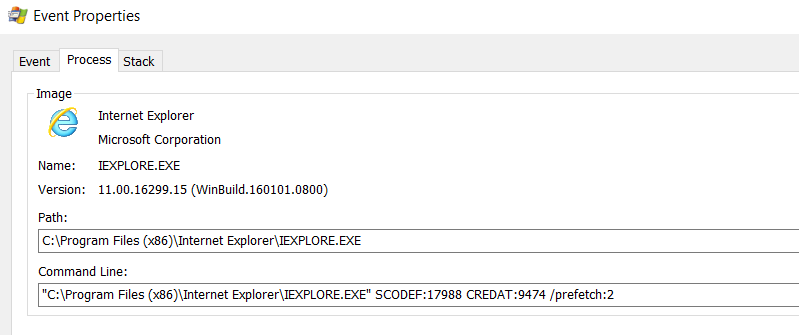 Event Properties
Event Process Stack
Image
Internet Explorer
Microsoft Corporation
Name: IEXPLORE.EXE
Version: 11.00.16299.15 (WinBuild.160101.0800)
Path:
C:\Program Files (x86)\Internet Explorer\IEXPLORE.EXE
Command Line:
"C:\Program Files (x86)\Internet Explorer\IEXPLORE.EXE" SCODEF:17988 CREDAT:9474 /prefetch:2